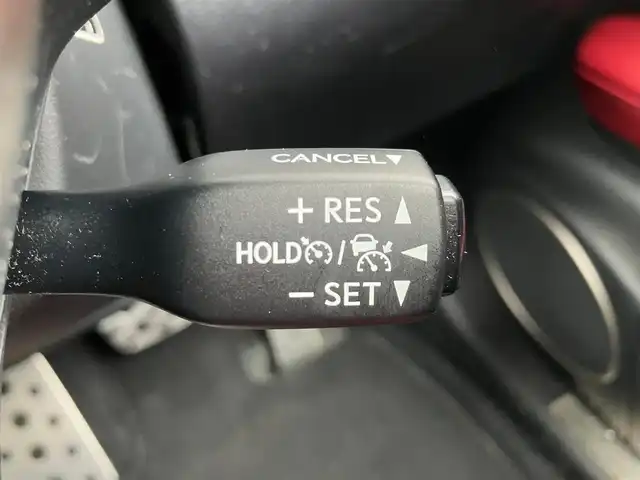 CANCEL▼
+ RES ▲
HOLD / ◀
− SET ▼